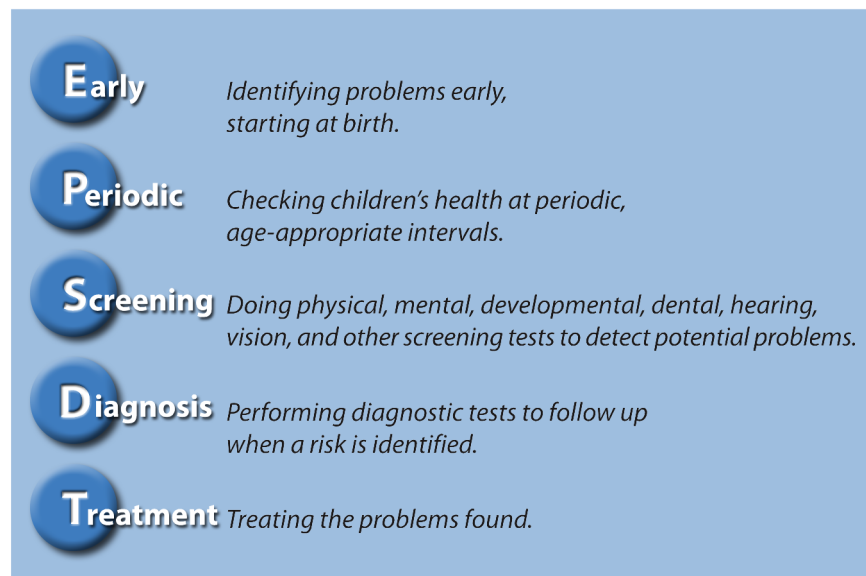 Early
Identifying problems early,
starting at birth.
Periodic
Checking children’s health at periodic,
age-appropriate intervals.
Screening
Doing physical, mental, developmental, dental, hearing,
vision, and other screening tests to detect potential problems.
Diagnosis
Performing diagnostic tests to follow up
when a risk is identified.
Treatment
Treating the problems found.